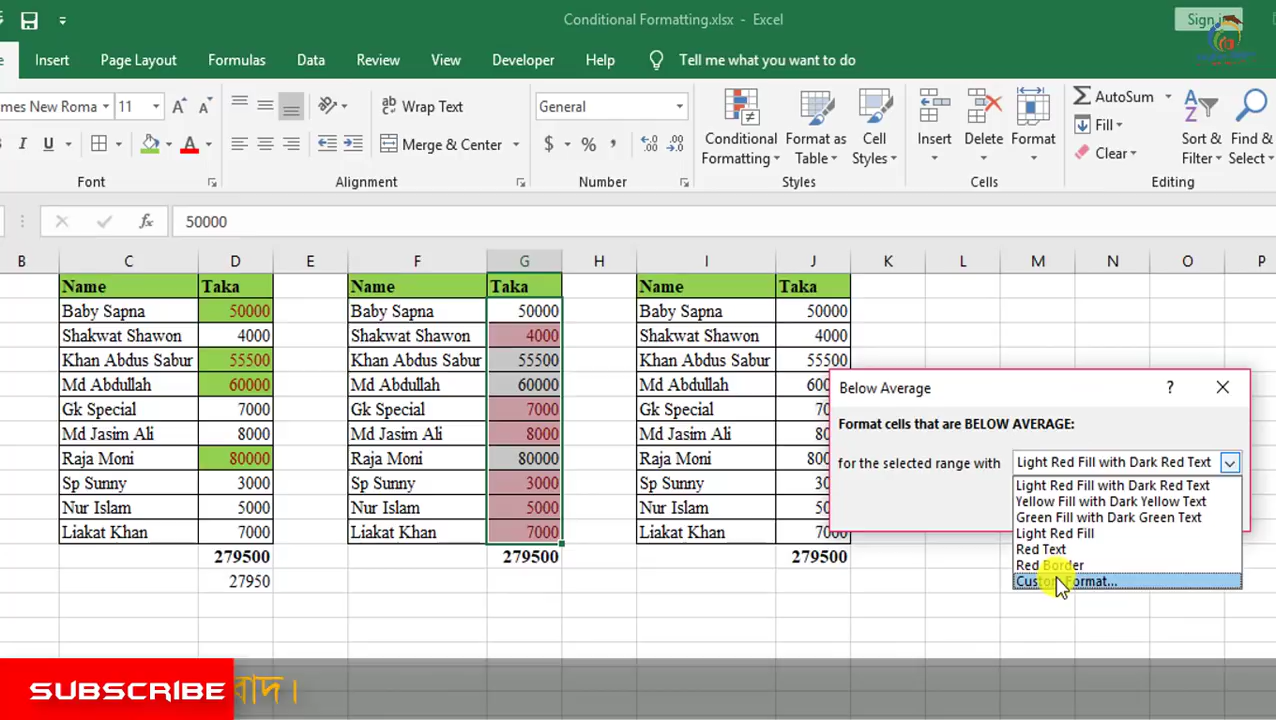 Conditional Formatting.xlsx - Excel
Sign in
Insert Page Layout Formulas Data Review View Developer Help Tell me what you want to do
mes New Roma 11 Wrap Text General
Conditional Formatting Format as Table Cell Styles Insert Delete Format AutoSum Fill Clear Sort & Filter Find & Select
I U Merge & Center $ % ,
Font Alignment Number Styles Cells Editing
fx 50000
B C D E F G H I J K L M N O P
Name Taka Name Taka Name Taka
Baby Sapna 50000 Baby Sapna 50000 Baby Sapna 50000
Shakwat Shawon 4000 Shakwat Shawon 4000 Shakwat Shawon 4000
Khan Abdus Sabur 55500 Khan Abdus Sabur 55500 Khan Abdus Sabur 55500
Md Abdullah 60000 Md Abdullah 60000 Md Abdullah
Gk Special 7000 Gk Special 7000 Gk Special
Md Jasim Ali 8000 Md Jasim Ali 8000 Md Jasim Ali
Raja Moni 80000 Raja Moni 80000 Raja Moni
Sp Sunny 3000 Sp Sunny 3000 Sp Sunny
Nur Islam 5000 Nur Islam 5000 Nur Islam
Liakat Khan 7000 Liakat Khan 7000 Liakat Khan 7000
279500 279500 279500
27950
Below Average ?
Format cells that are BELOW AVERAGE:
for the selected range with Light Red Fill with Dark Red Text
Light Red Fill with Dark Red Text
Yellow Fill with Dark Yellow Text
Green Fill with Dark Green Text
Light Red Fill
Red Text
Red Border
Custom Format...
SUBSCRIBE বাদ।